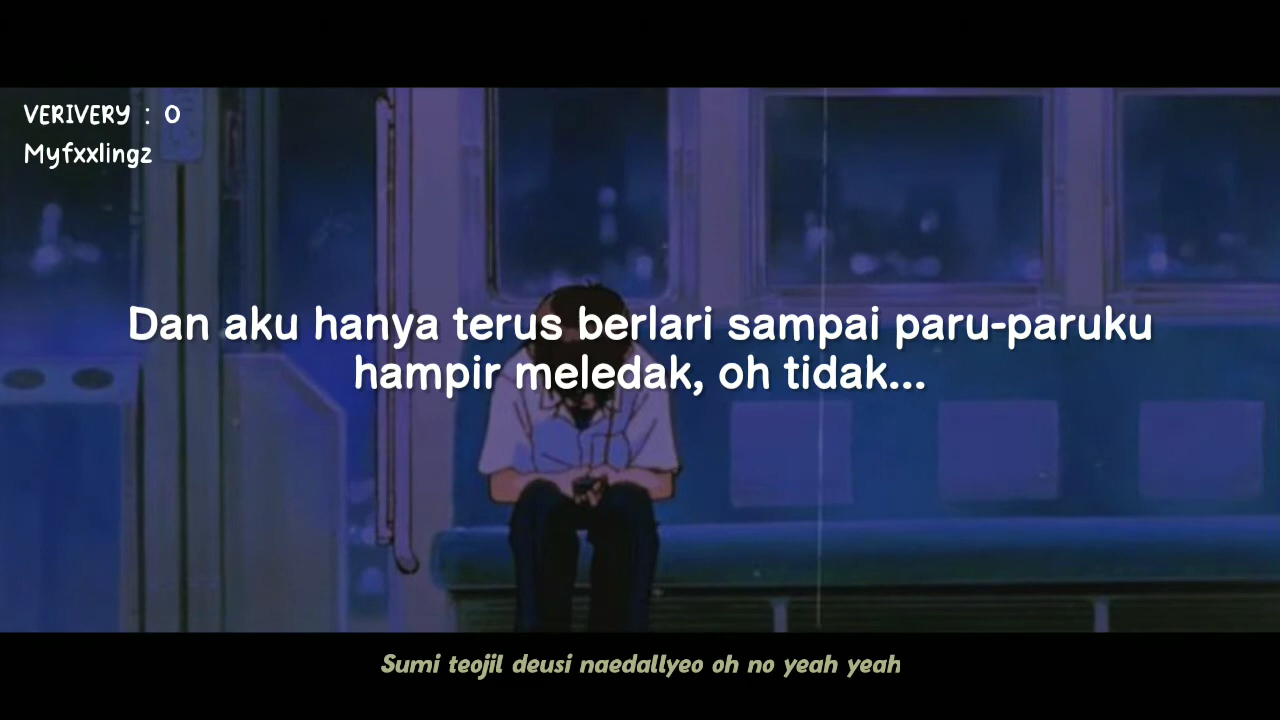 VERIVERY : O
Myfxxlingz
Dan aku hanya terus berlari sampai paru-paruku
hampir meledak, oh tidak...
Sumi teojil deusi naedallyeo oh no yeah yeah